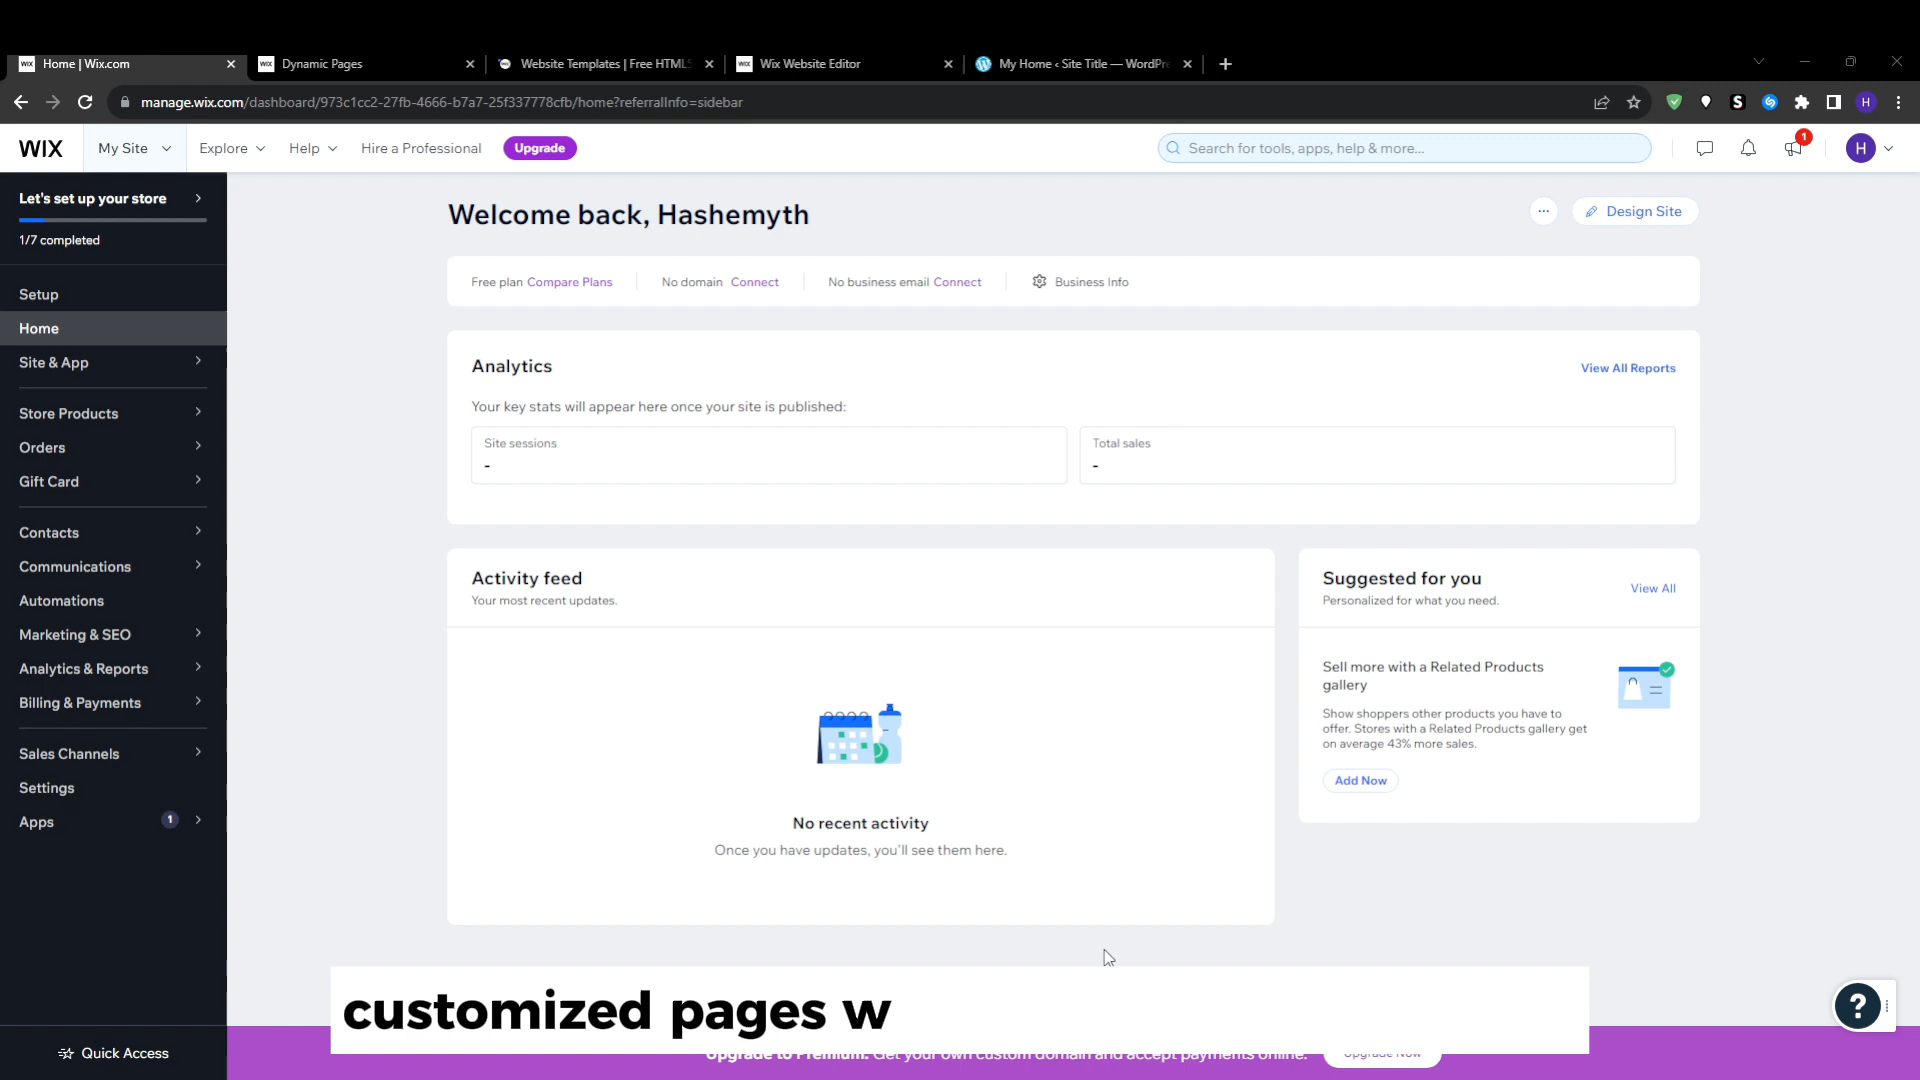 WIX Home | Wix.com
WIX Dynamic Pages
Website Templates | Free HTML5
WIX Wix Website Editor
My Home ‹ Site Title — WordPre
manage.wix.com/dashboard/973c1cc2-27fb-4666-b7a7-25f337778cfb/home?referralInfo=sidebar
S
H
WIX
My Site
Explore
Help
Hire a Professional
Upgrade
Search for tools, apps, help & more...
1
H
Let's set up your store
1/7 completed
Setup
Home
Site & App
Store Products
Orders
Gift Card
Contacts
Communications
Automations
Marketing & SEO
Analytics & Reports
Billing & Payments
Sales Channels
Settings
Apps 1
Quick Access
Welcome back, Hashemyth
... Design Site
Free plan Compare Plans
No domain Connect
No business email Connect
Business Info
Analytics
View All Reports
Your key stats will appear here once your site is published:
Site sessions
-
Total sales
-
Activity feed
Your most recent updates.
No recent activity
Once you have updates, you'll see them here.
Suggested for you
View All
Personalized for what you need.
Sell more with a Related Products
gallery
Show shoppers other products you have to
offer. Stores with a Related Products gallery get
on average 43% more sales.
Add Now
?
customized pages w
Upgrade to Premium: Get your own custom domain and accept payments online.
Upgrade Now